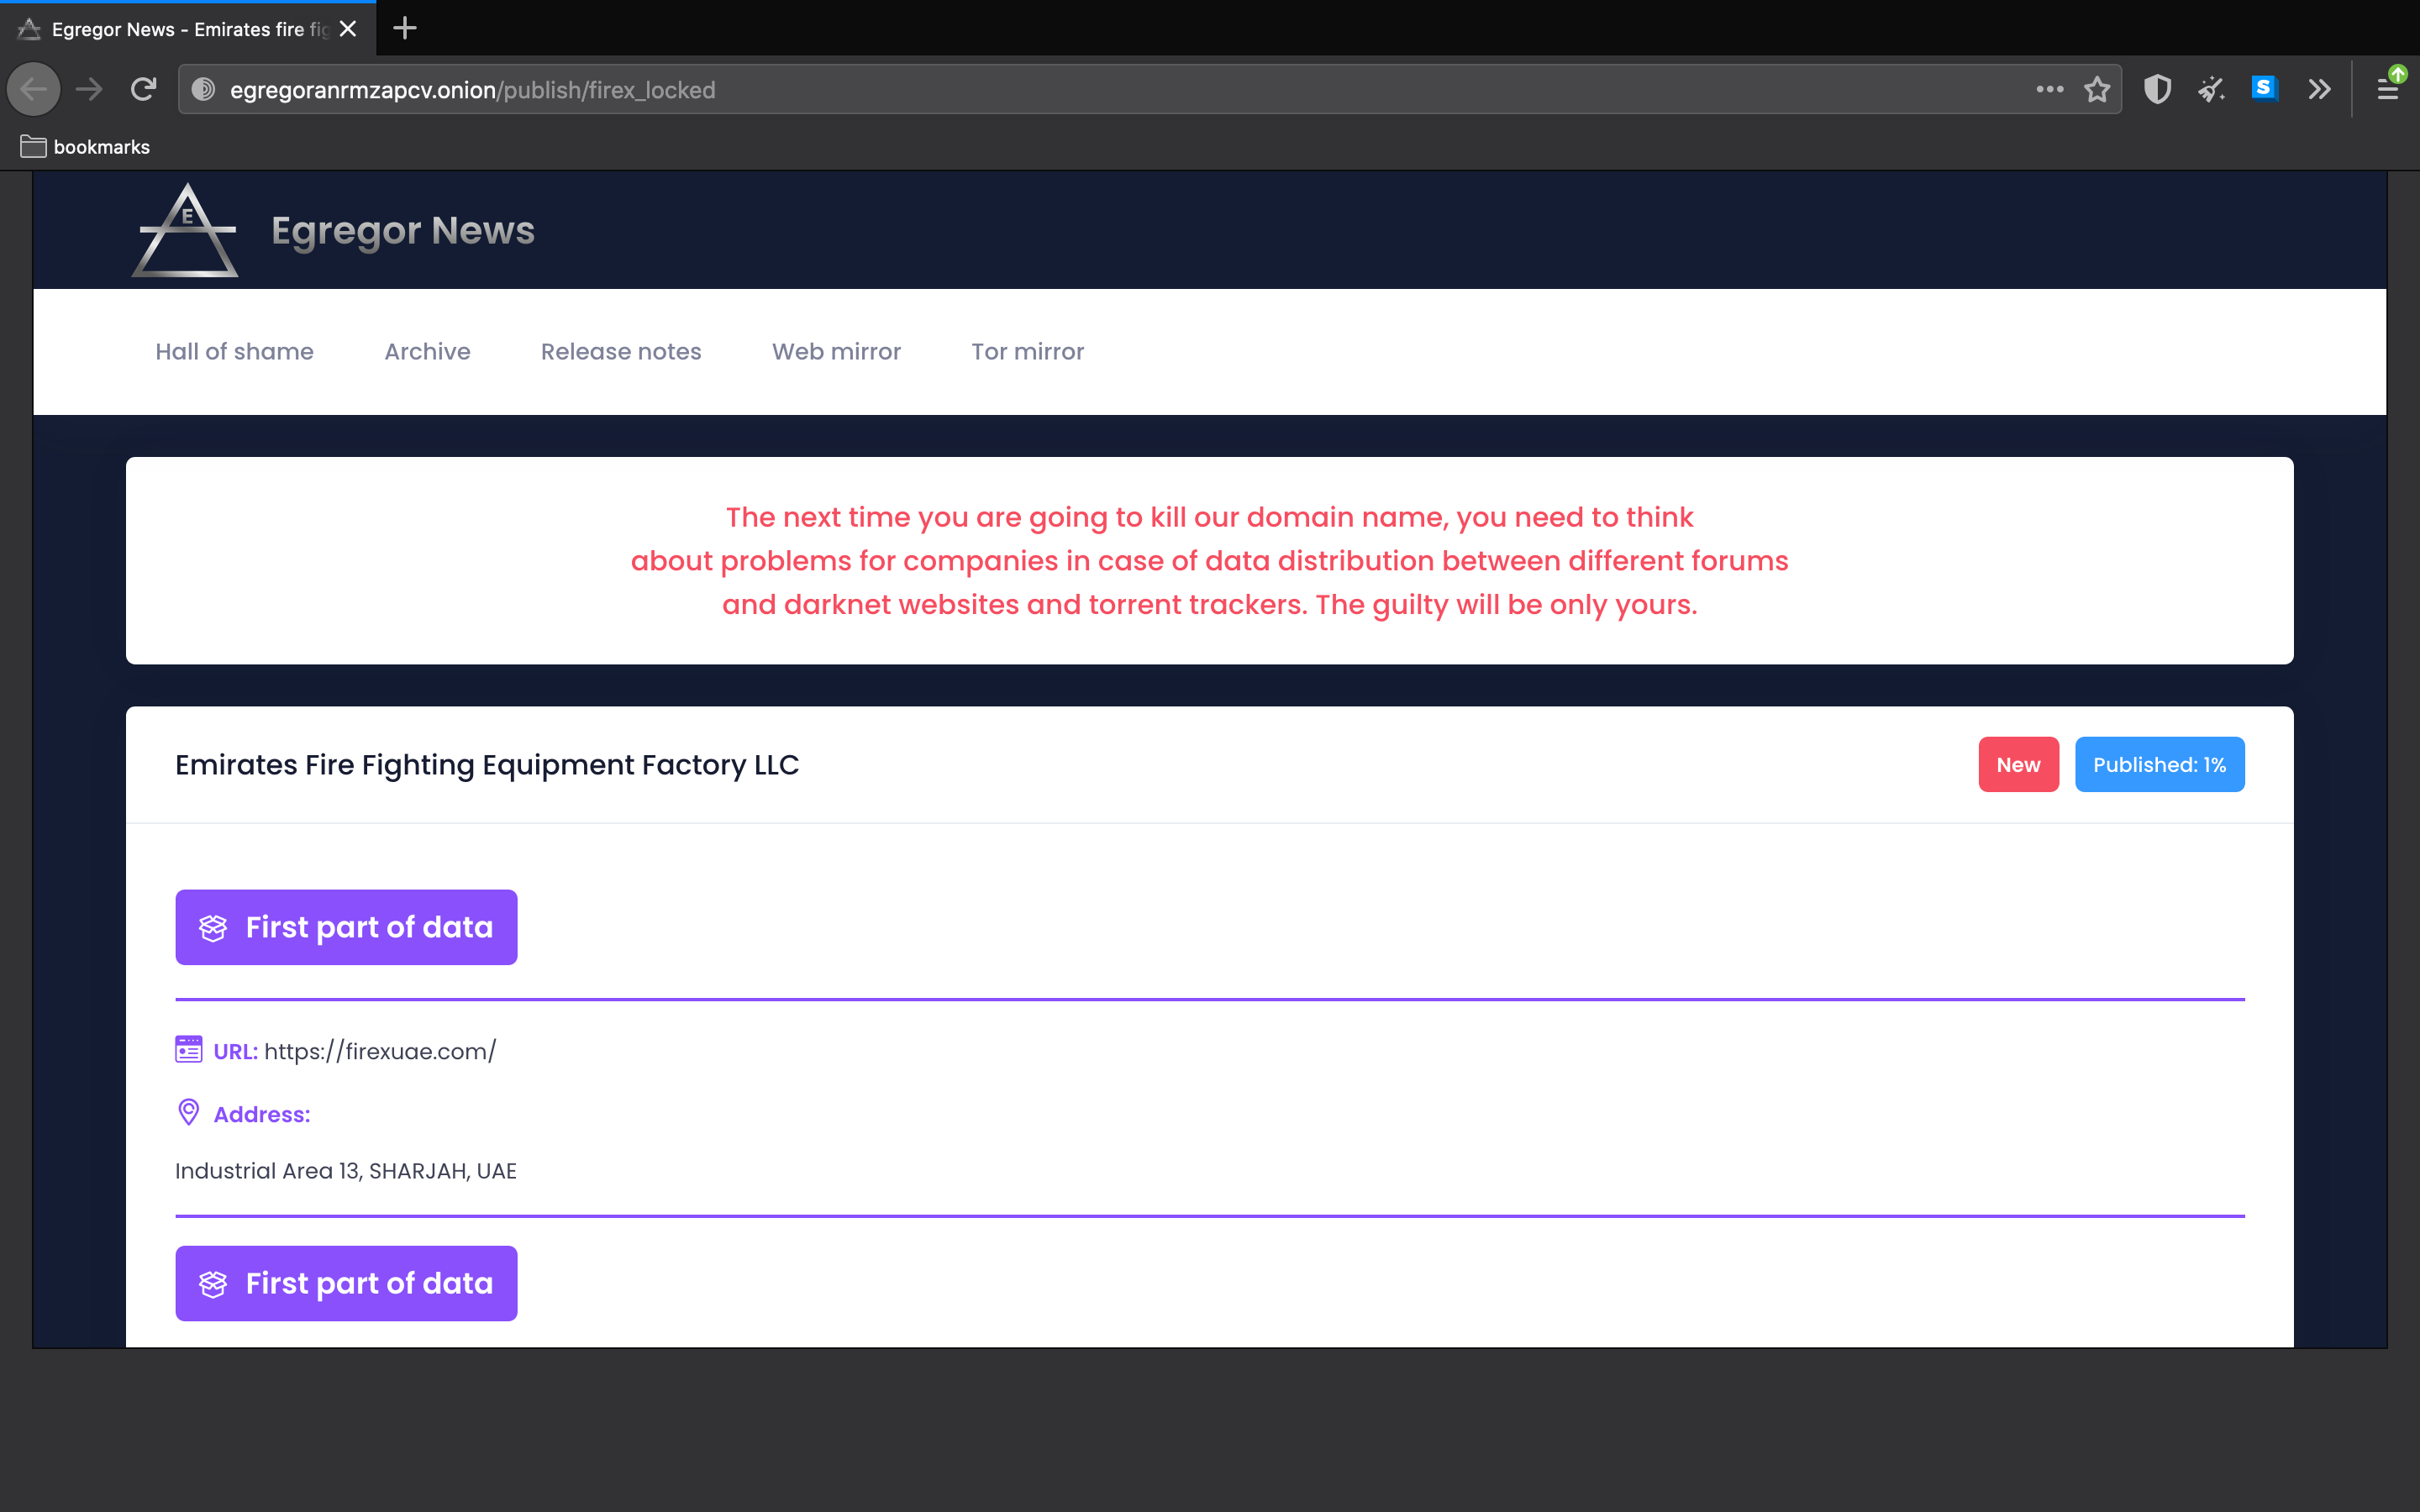 Egregor News - Emirates fire fig
egregoranrmzapcv.onion/publish/firex_locked
S
bookmarks
E
Egregor News
Hall of shame Archive Release notes Web mirror Tor mirror
The next time you are going to kill our domain name, you need to think
about problems for companies in case of data distribution between different forums
and darknet websites and torrent trackers. The guilty will be only yours.
Emirates Fire Fighting Equipment Factory LLC
New Published: 1%
First part of data
URL: https://firexuae.com/
Address:
Industrial Area 13, SHARJAH, UAE
First part of data